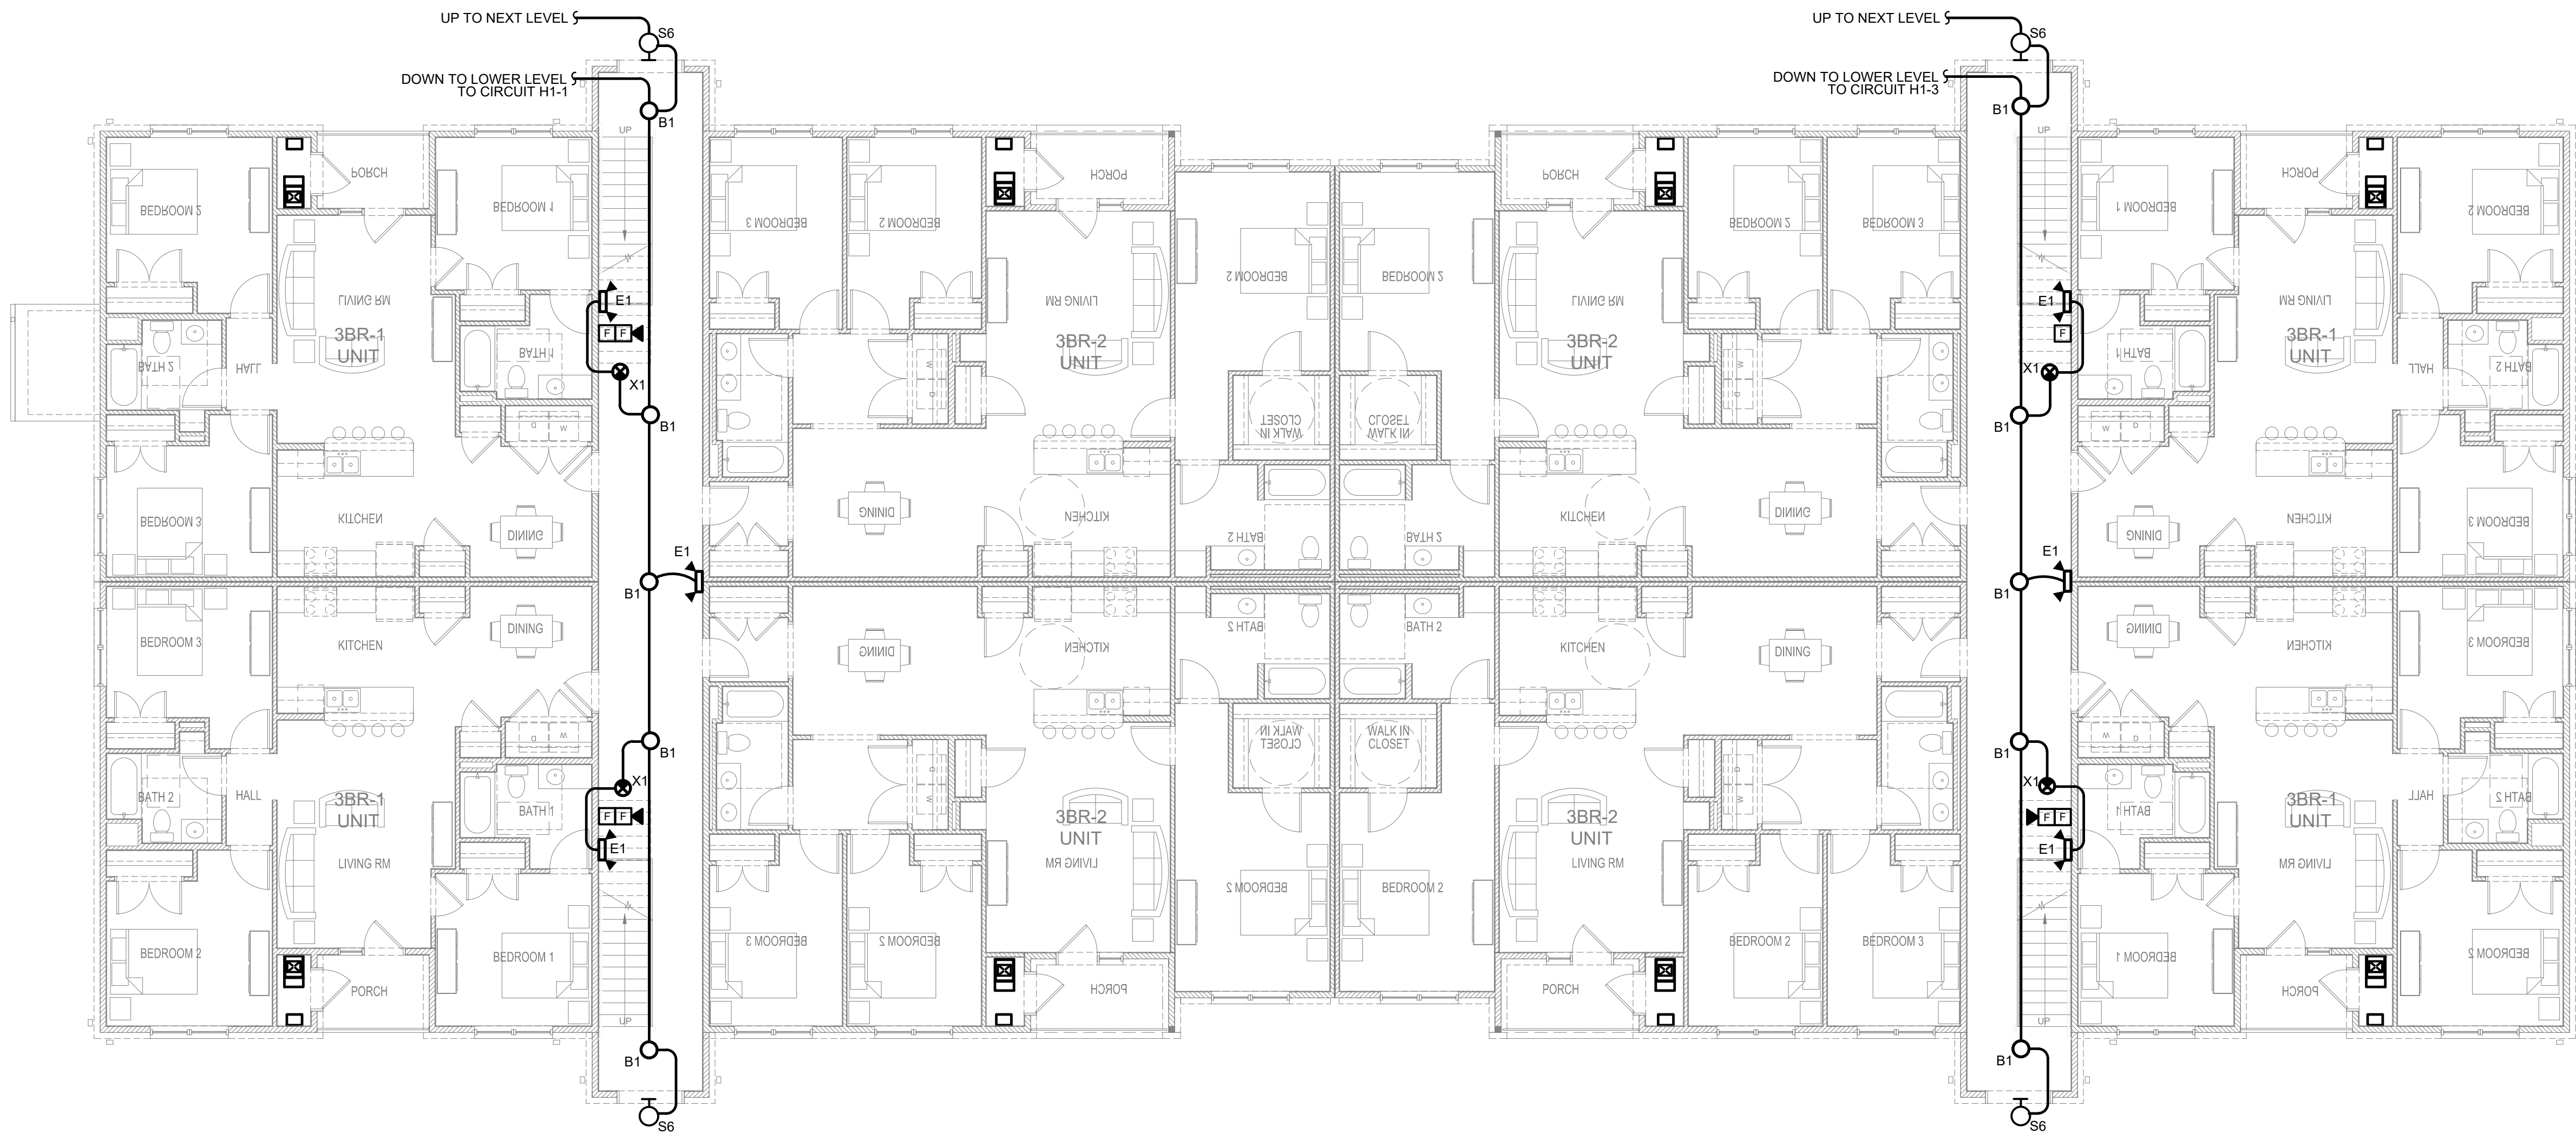 UP TO NEXT LEVEL
S6
UP TO NEXT LEVEL
S6
DOWN TO LOWER LEVEL
TO CIRCUIT H1-1
B1
DOWN TO LOWER LEVEL
TO CIRCUIT H1-3
B1
UP
UP
PORCH
PORCH
PORCH
PORCH
BEDROOM 2
BEDROOM 1
BEDROOM 3
BEDROOM 2
BEDROOM 2
BEDROOM 3
BEDROOM 1
BEDROOM 2
BEDROOM 2
BEDROOM 2
LIVING RM
E1
LIVING RM
LIVING RM
E1
LIVING RM
3BR-1
UNIT
F F
3BR-2
UNIT
3BR-2
UNIT
F
3BR-1
UNIT
BATH 2
HALL
BATH 1
X1
W
D
W
D
X1
BATH 1
HALL
BATH 2
B1
D
W
WALK IN
CLOSET
WALK IN
CLOSET
B1
W
D
BEDROOM 3
KITCHEN
DINING
DINING
KITCHEN
BATH 2
BATH 2
KITCHEN
DINING
DINING
KITCHEN
BEDROOM 3
E1
B1
E1
B1
BEDROOM 3
KITCHEN
DINING
DINING
KITCHEN
BATH 2
BATH 2
KITCHEN
DINING
DINING
KITCHEN
BEDROOM 3
D
W
B1
WALK IN
CLOSET
WALK IN
CLOSET
B1
W
D
BATH 2
HALL
3BR-1
UNIT
BATH 1
X1
D
W
3BR-2
UNIT
3BR-2
UNIT
D
W
X1
BATH 1
3BR-1
UNIT
HALL
BATH 2
F F
F F
LIVING RM
E1
LIVING RM
LIVING RM
E1
LIVING RM
BEDROOM 2
BEDROOM 2
BEDROOM 2
BEDROOM 1
BEDROOM 3
BEDROOM 2
BEDROOM 2
BEDROOM 3
BEDROOM 1
BEDROOM 2
PORCH
PORCH
PORCH
PORCH
UP
UP
B1
B1
S6
S6